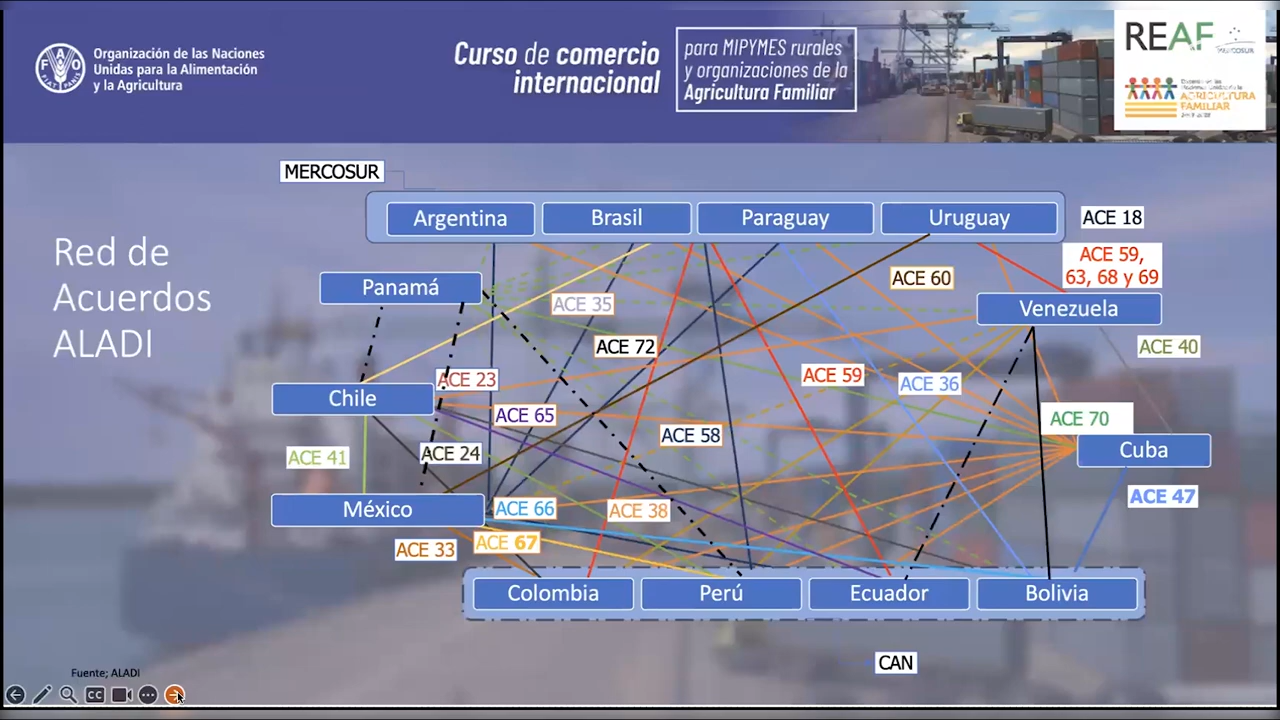 Organización de las Naciones
Unidas para la Alimentación
y la Agricultura
Curso de comercio
internacional
para MIPYMES rurales
y organizaciones de la
Agricultura Familiar
REAF
MERCOSUR
AGRICULTURA
FAMILIAR
MERCOSUR
Argentina
Brasil
Paraguay
Uruguay
ACE 18
Red de
Acuerdos
ALADI
ACE 59,
63, 68 y 69
Panamá
ACE 60
Venezuela
ACE 35
ACE 72
ACE 40
ACE 23
ACE 59
ACE 36
Chile
ACE 65
ACE 70
ACE 58
Cuba
ACE 41
ACE 24
ACE 47
México
ACE 66
ACE 38
ACE 33
ACE 67
Colombia
Perú
Ecuador
Bolivia
CAN
Fuente; ALADI
CC